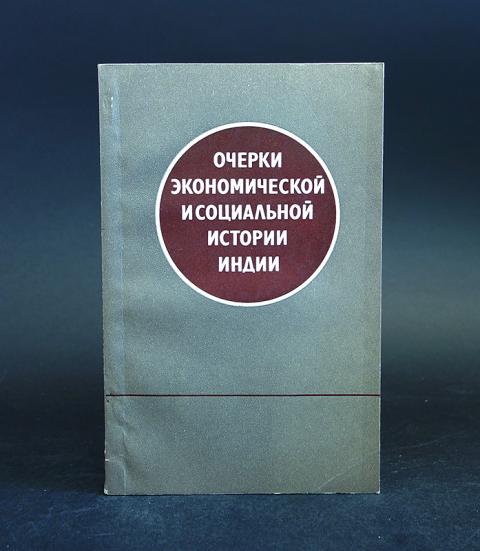 ОЧЕРКИ
ЭКОНОМИЧЕСКОЙ
И СОЦИАЛЬНОЙ
ИСТОРИИ
ИНДИИ